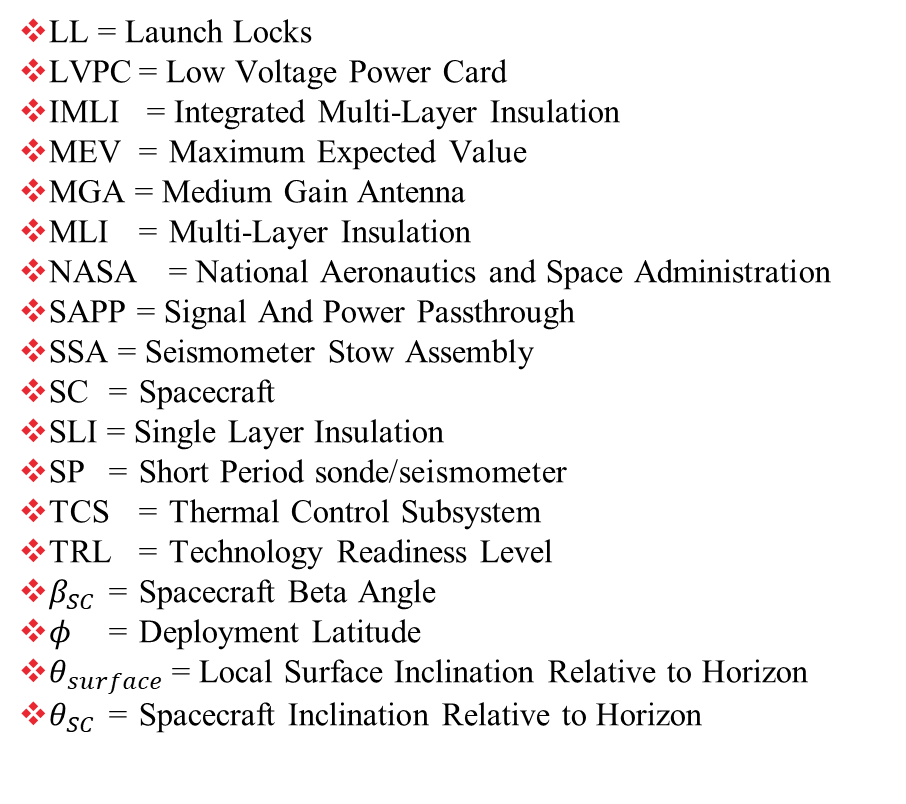 ❖LL = Launch Locks
❖LVPC = Low Voltage Power Card
❖IMLI = Integrated Multi-Layer Insulation
❖MEV = Maximum Expected Value
❖MGA = Medium Gain Antenna
❖MLI = Multi-Layer Insulation
❖NASA = National Aeronautics and Space Administration
❖SAPP = Signal And Power Passthrough
❖SSA = Seismometer Stow Assembly
❖SC = Spacecraft
❖SLI = Single Layer Insulation
❖SP = Short Period sonde/seismometer
❖TCS = Thermal Control Subsystem
❖TRL = Technology Readiness Level
❖𝛽_{𝑆𝐶} = Spacecraft Beta Angle
❖𝜙 = Deployment Latitude
❖𝜃_{𝑠𝑢𝑟𝑓𝑎𝑐𝑒} = Local Surface Inclination Relative to Horizon
❖𝜃_{𝑆𝐶} = Spacecraft Inclination Relative to Horizon